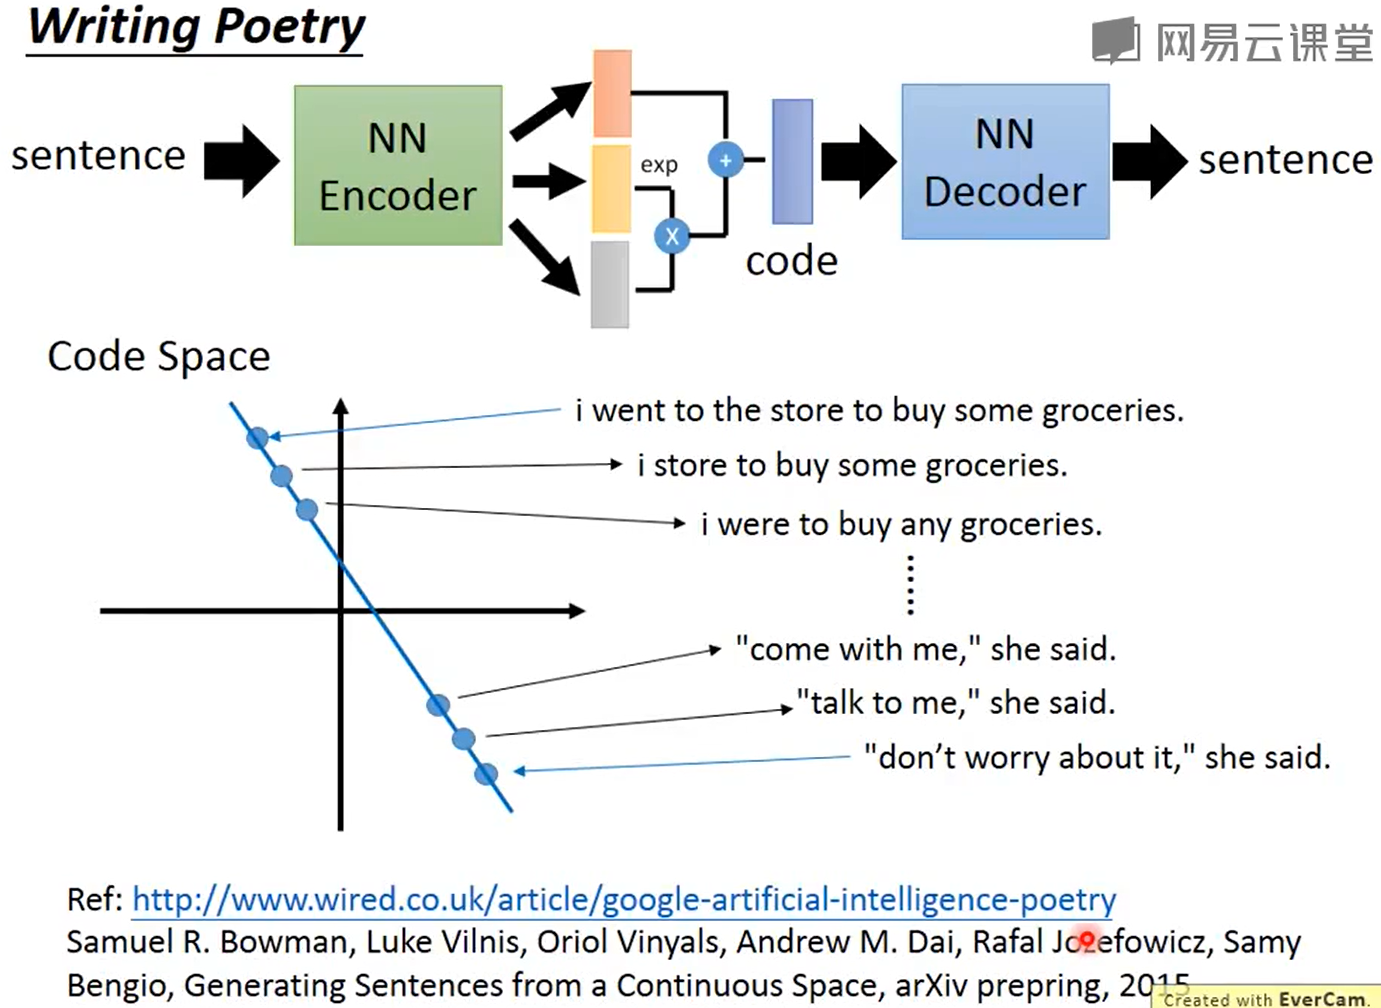 Writing Poetry
网易云课堂
sentence
NN
Encoder
exp
+
X
code
NN
Decoder
sentence
Code Space
i went to the store to buy some groceries.
i store to buy some groceries.
i were to buy any groceries.
"come with me," she said.
"talk to me," she said.
"don't worry about it," she said.
Ref: http://www.wired.co.uk/article/google-artificial-intelligence-poetry
Samuel R. Bowman, Luke Vilnis, Oriol Vinyals, Andrew M. Dai, Rafal Jozefowicz, Samy
Bengio, Generating Sentences from a Continuous Space, arXiv prepring, 2015
Created with EverCam.